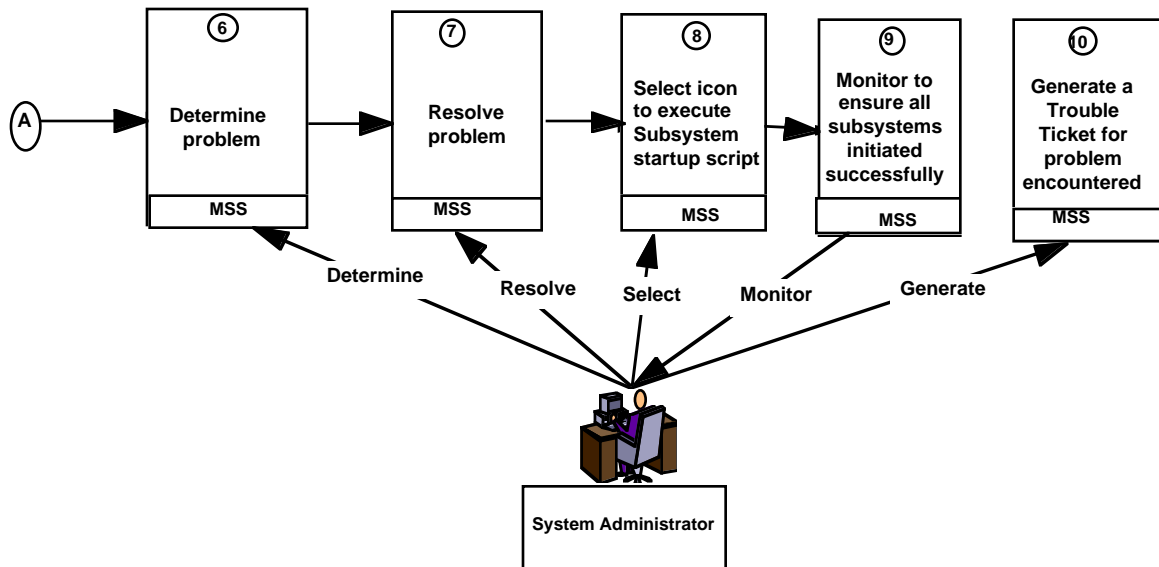 6
7
8
9
10
A
Determine
problem
Resolve
problem
Select icon
to execute
Subsystem
startup script
Monitor to
ensure all
subsystems
initiated
successfully
Generate a
Trouble
Ticket for
problem
encountered
MSS
MSS
MSS
MSS
MSS
Determine
Resolve
Select
Monitor
Generate
System Administrator